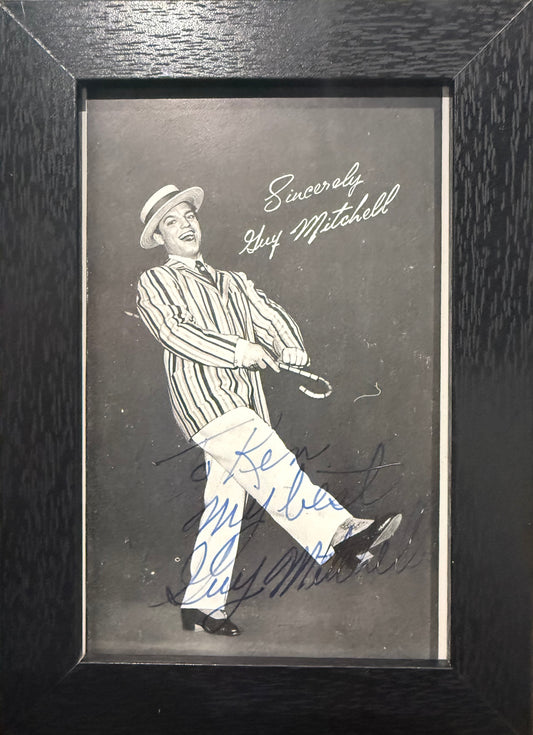 Sincerely
Guy Mitchell
To Ken
My best
Guy Mitchell